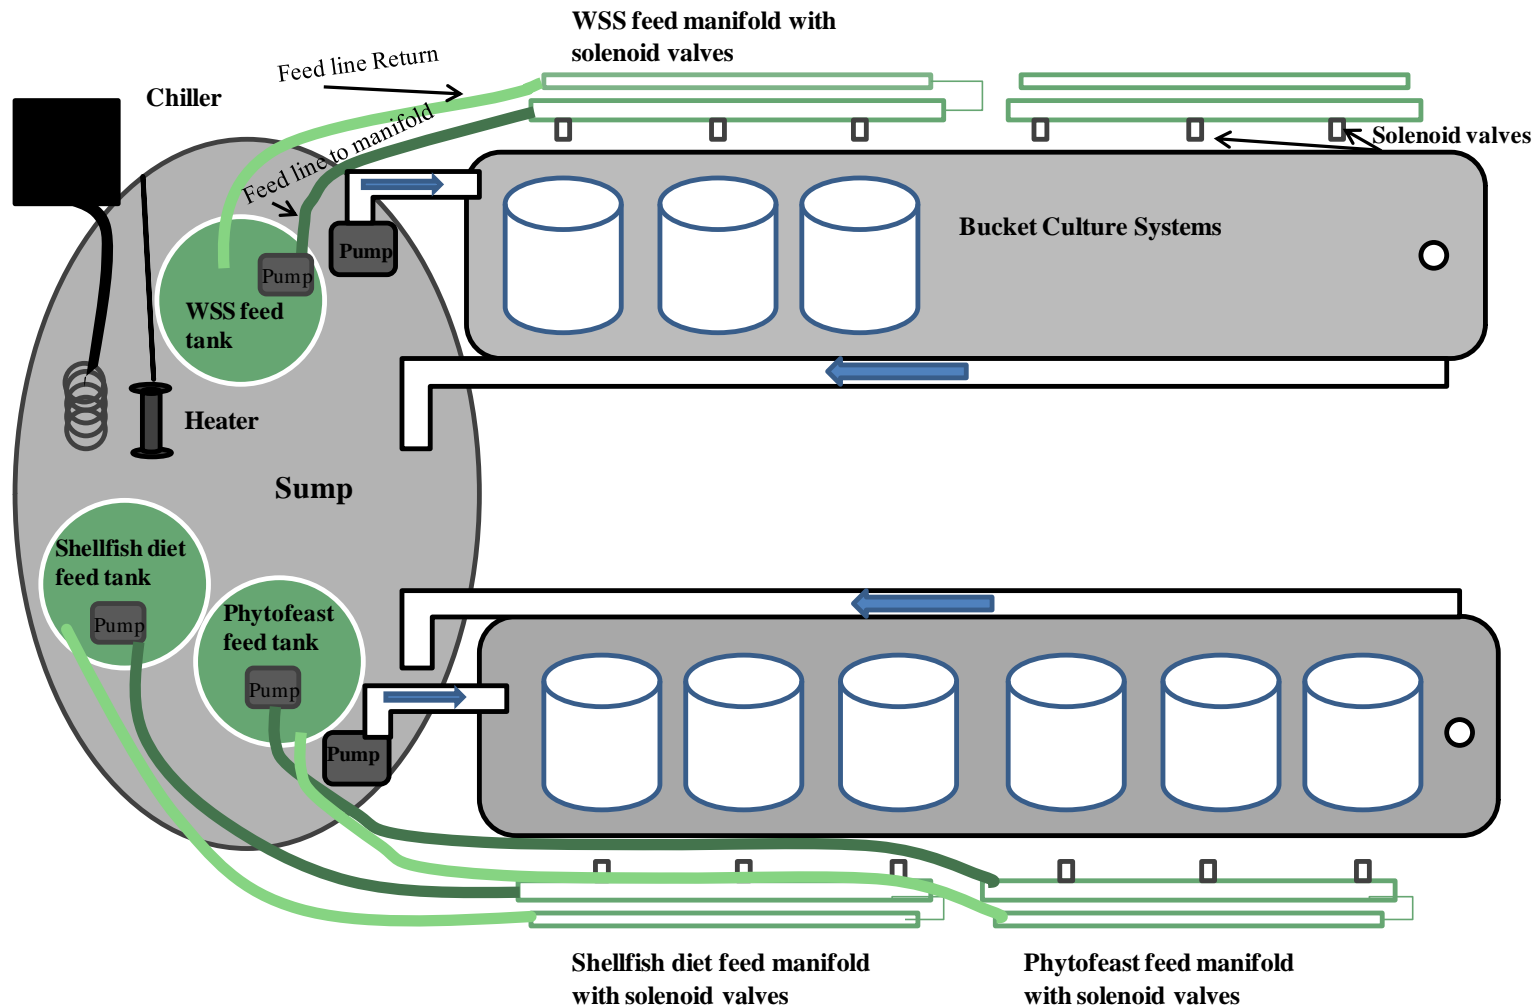 WSS feed manifold with
solenoid valves
Feed line Return
Chiller
Feed line to manifold
Solenoid valves
Pump
Bucket Culture Systems
Pump
WSS feed
tank
Heater
Sump
Shellfish diet
feed tank
Pump
Phytofeast
feed tank
Pump
Pump
Shellfish diet feed manifold
with solenoid valves
Phytofeast feed manifold
with solenoid valves